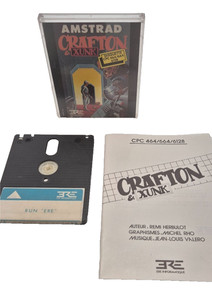 AMSTRAD
CRAFTON
& XUNK
CPC 464/664/6128
CRAFTON
& XUNK
AUTEUR : REMI HERBULOT
GRAPHISMES : MICHEL RHO
MUSIQUE : JEAN-LOUIS VALERO
ERE INFORMATIQUE
ERE